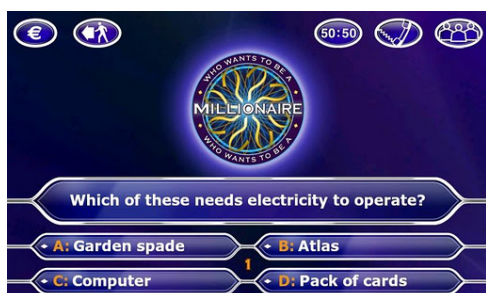 €
50:50
WHO WANTS TO BE A
MILLIONAIRE
WHO WANTS TO BE A
Which of these needs electricity to operate?
A: Garden spade
B: Atlas
1
C: Computer
D: Pack of cards